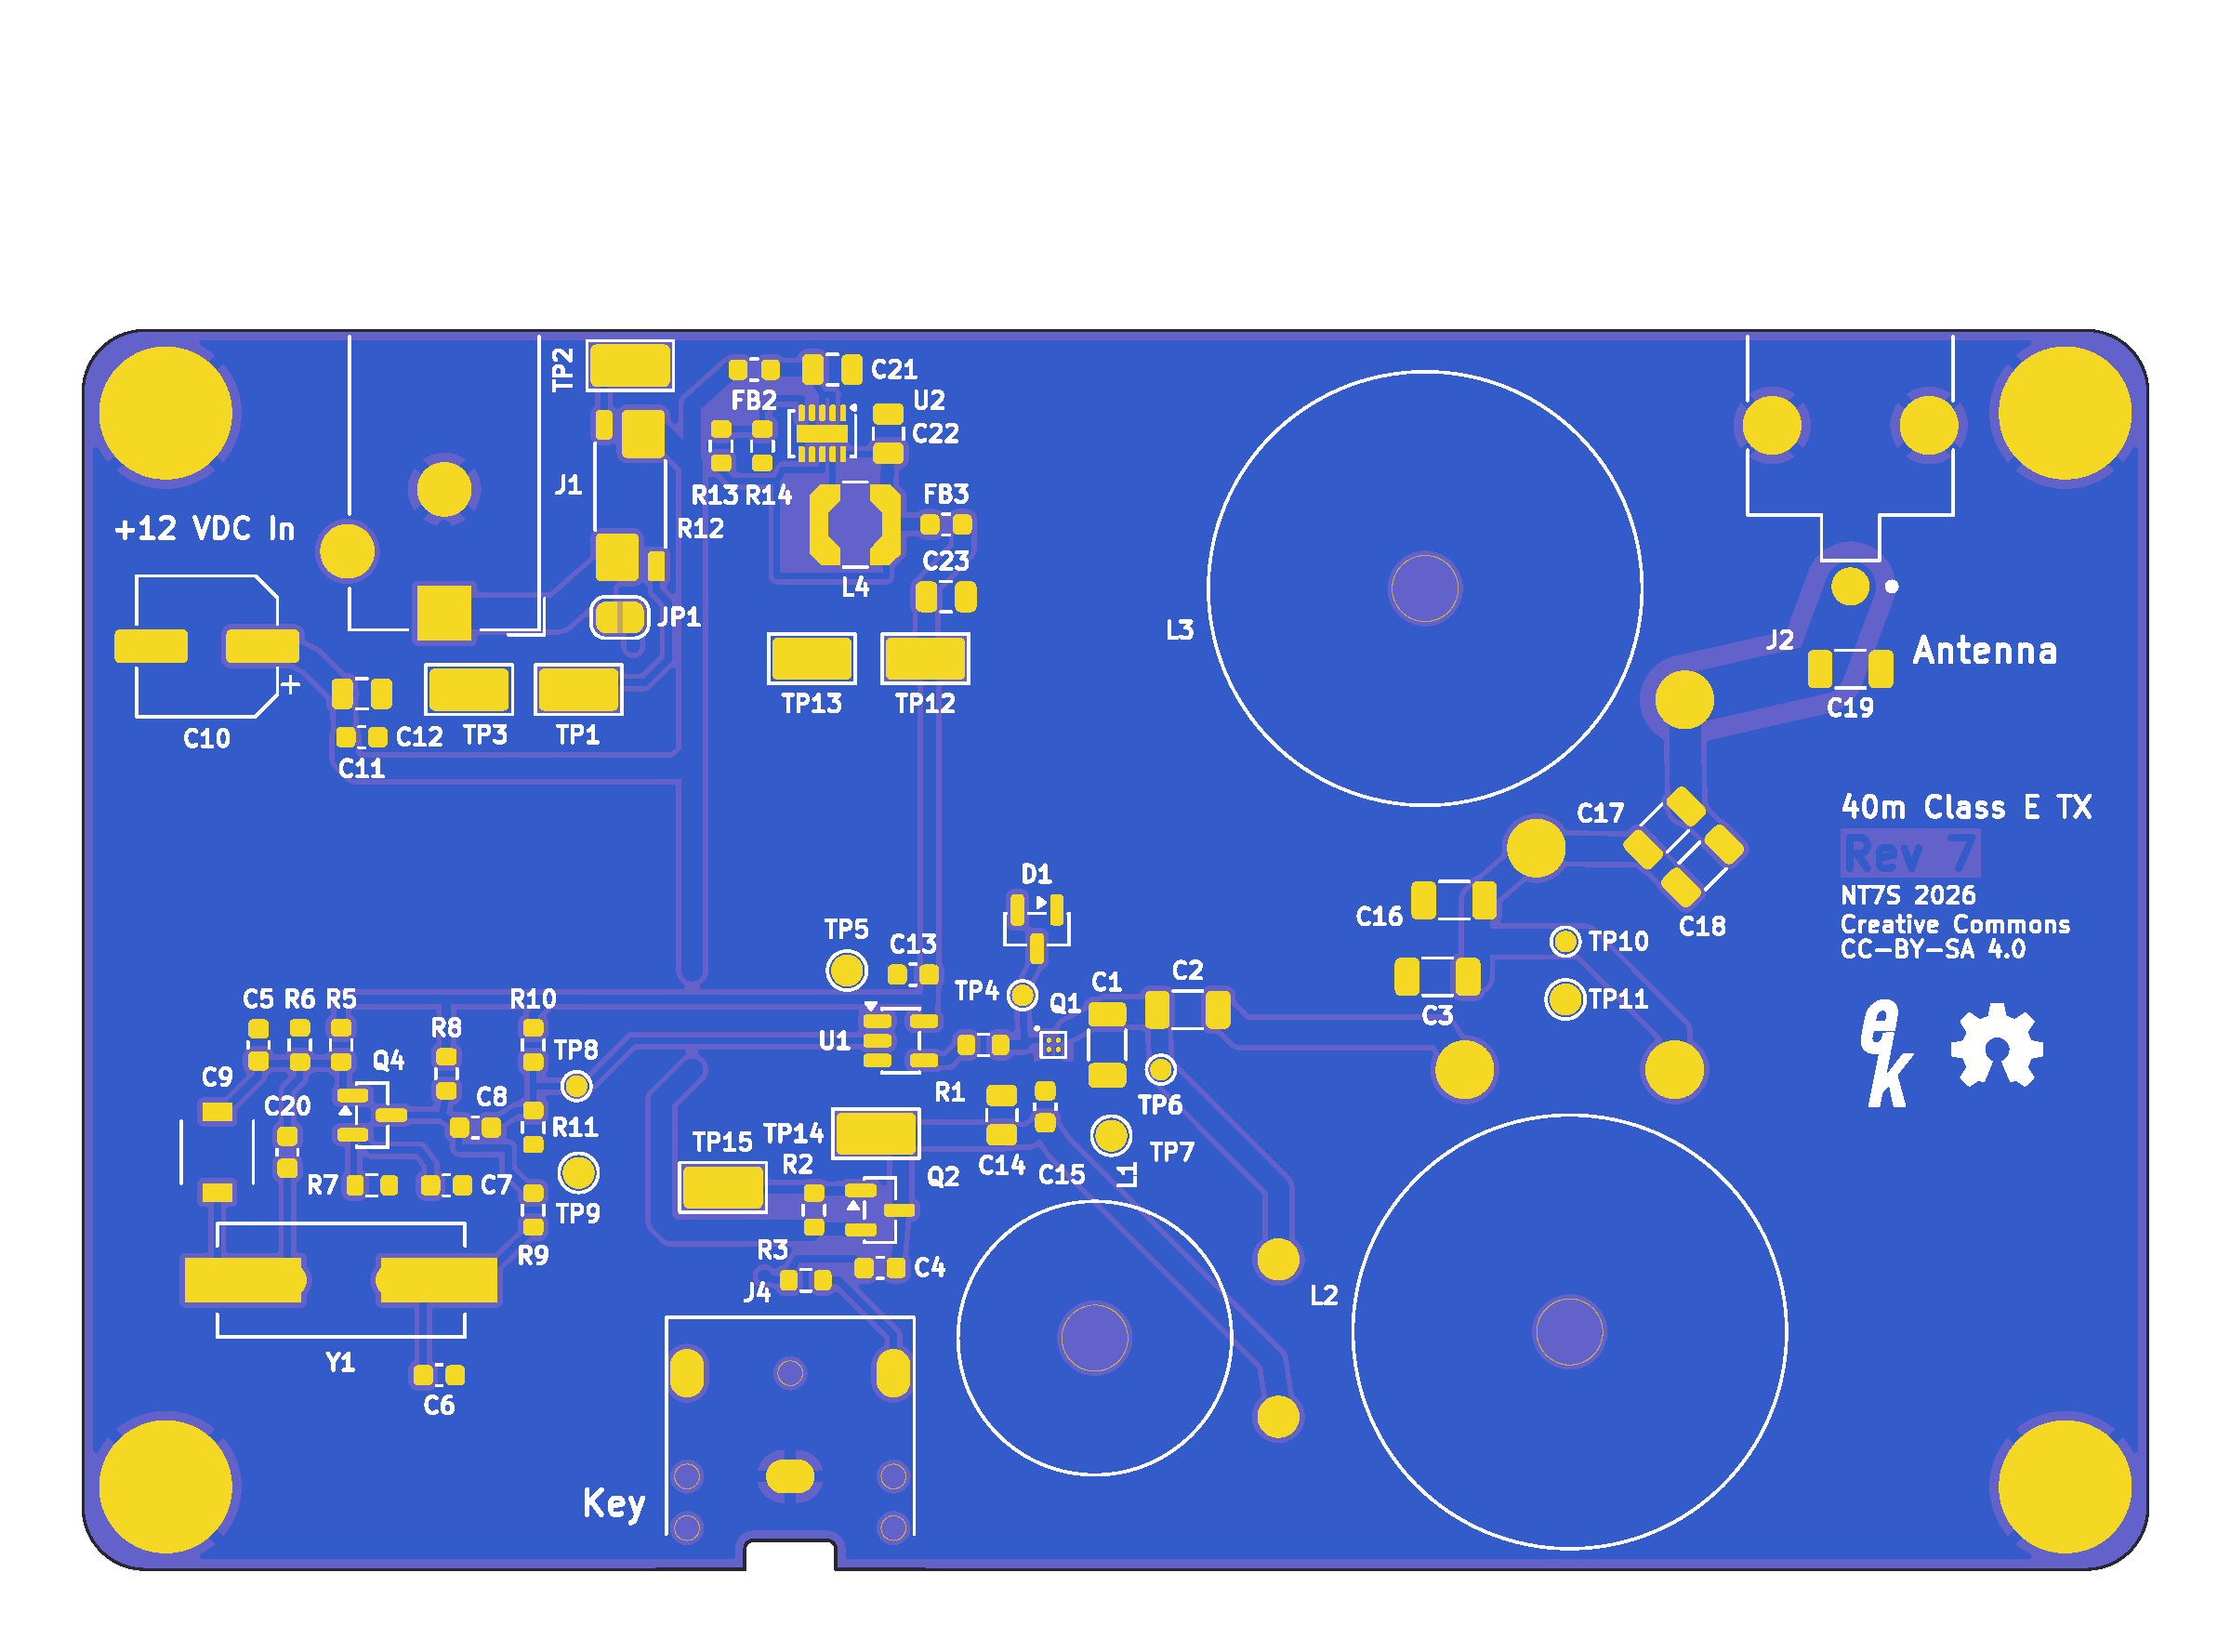 TP2
C21
FB2
U2
C22
J1
R13
R14
FB3
+12 VDC In
R12
C23
L4
JP1
L3
J2
Antenna
+
TP13
TP12
C19
C10
C12
TP3
TP1
C11
40m Class E TX
C17
Rev 7
D1
NT7S 2026
C16
C18
Creative Commons
CC-BY-SA 4.0
TP5
C13
TP10
C1
C2
TP4
Q1
TP11
C5
R6
R5
R10
C3
R8
U1
TP8
Q4
ek
C9
R1
C8
C20
TP6
R11
TP15
TP14
TP7
R2
C14
C15
L1
R7
C7
Q2
TP9
R3
R9
C4
J4
L2
Y1
C6
Key